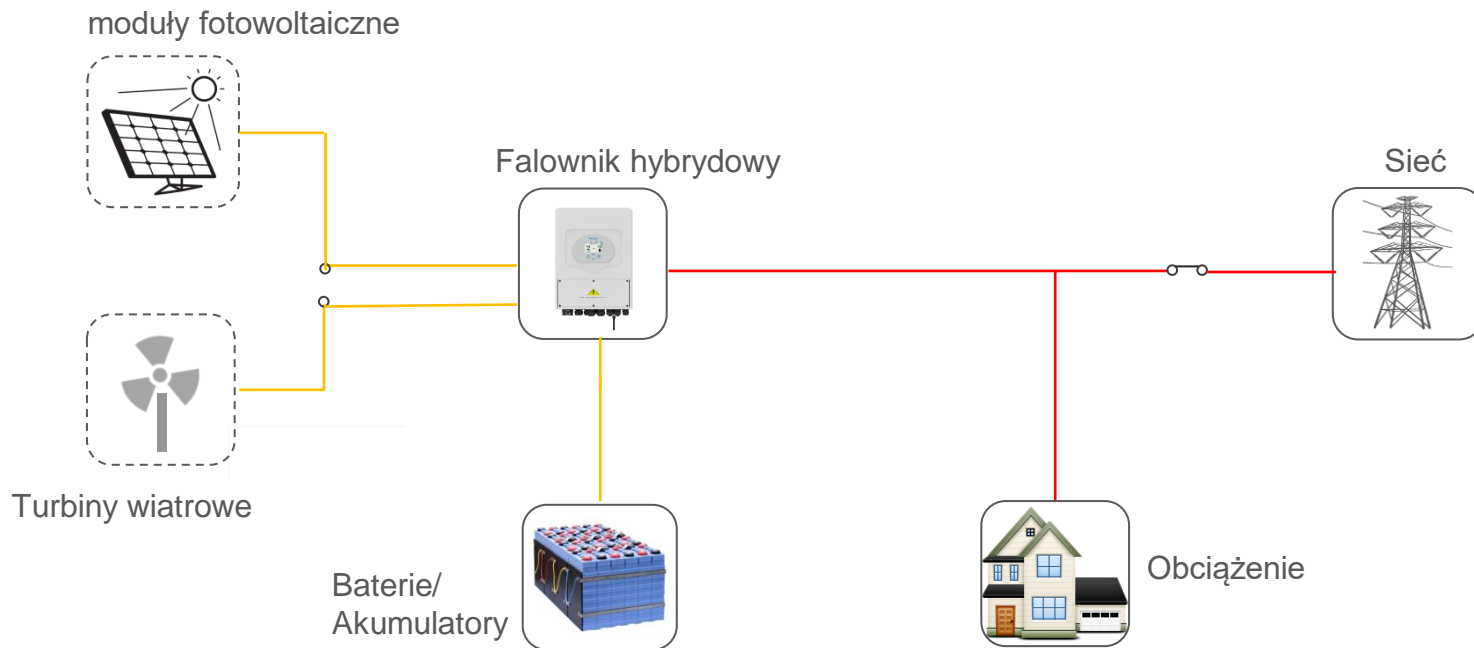 moduły fotowoltaiczne
Falownik hybrydowy
Sieć
Turbiny wiatrowe
Baterie/
Akumulatory
Obciążenie